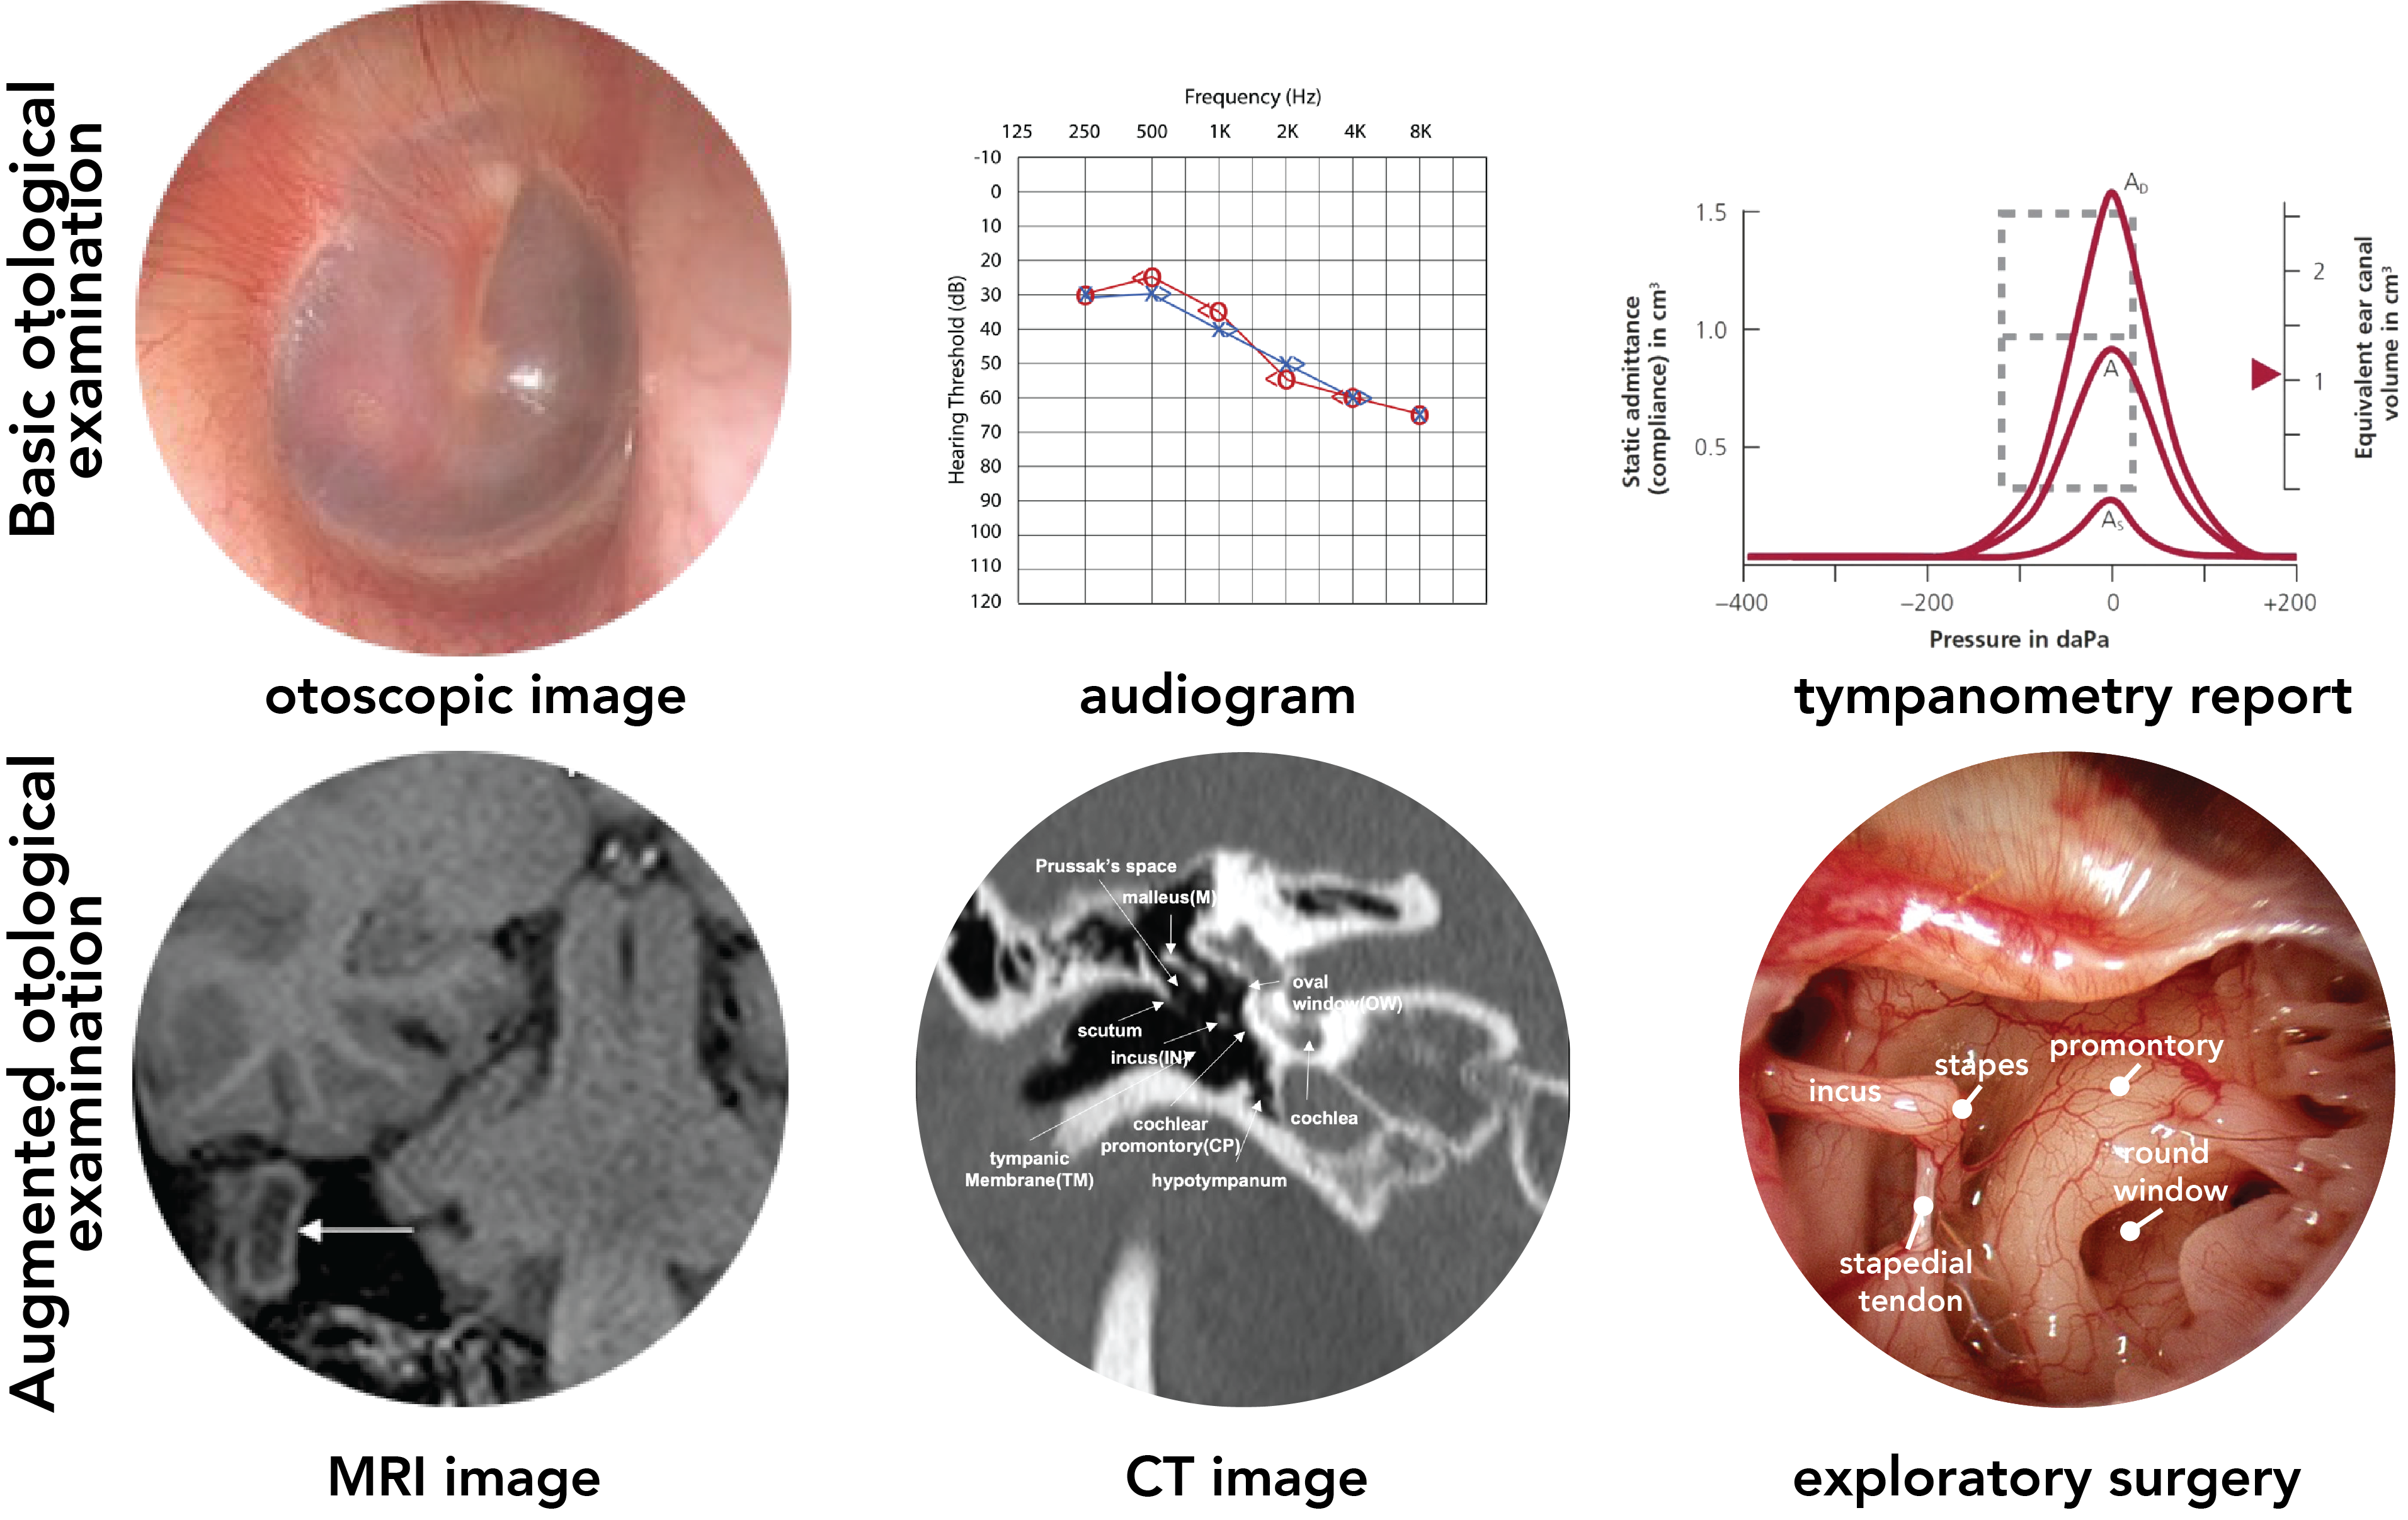 Basic otological
examination
Frequency (Hz)
125 250 500 1K 2K 4K 8K
Hearing Threshold (dB)
-10
0
10
20
30
40
50
60
70
80
90
100
110
120
Static admittance
(compliance) in cm³
1.5
1.0
0.5
A_D
A
A_S
2
1
Equivalent ear canal
volume in cm³
–400 –200 0 +200
Pressure in daPa
otoscopic image
audiogram
tympanometry report
Augmented otological
examination
Prussak's space
malleus(M)
oval
window(OW)
scutum
incus(IN)
cochlear
promontory(CP)
cochlea
tympanic
Membrane(TM)
hypotympanum
promontory
stapes
incus
round
window
stapedial
tendon
MRI image
CT image
exploratory surgery